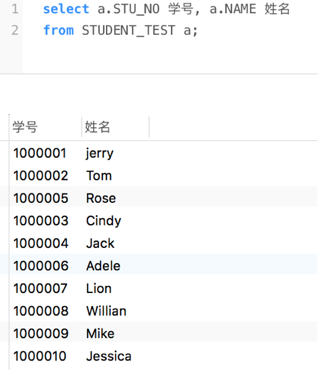 1 select a.STU_NO 学号, a.NAME 姓名
2 from STUDENT_TEST a;
学号 姓名
1000001 jerry
1000002 Tom
1000005 Rose
1000003 Cindy
1000004 Jack
1000006 Adele
1000007 Lion
1000008 Willian
1000009 Mike
1000010 Jessica